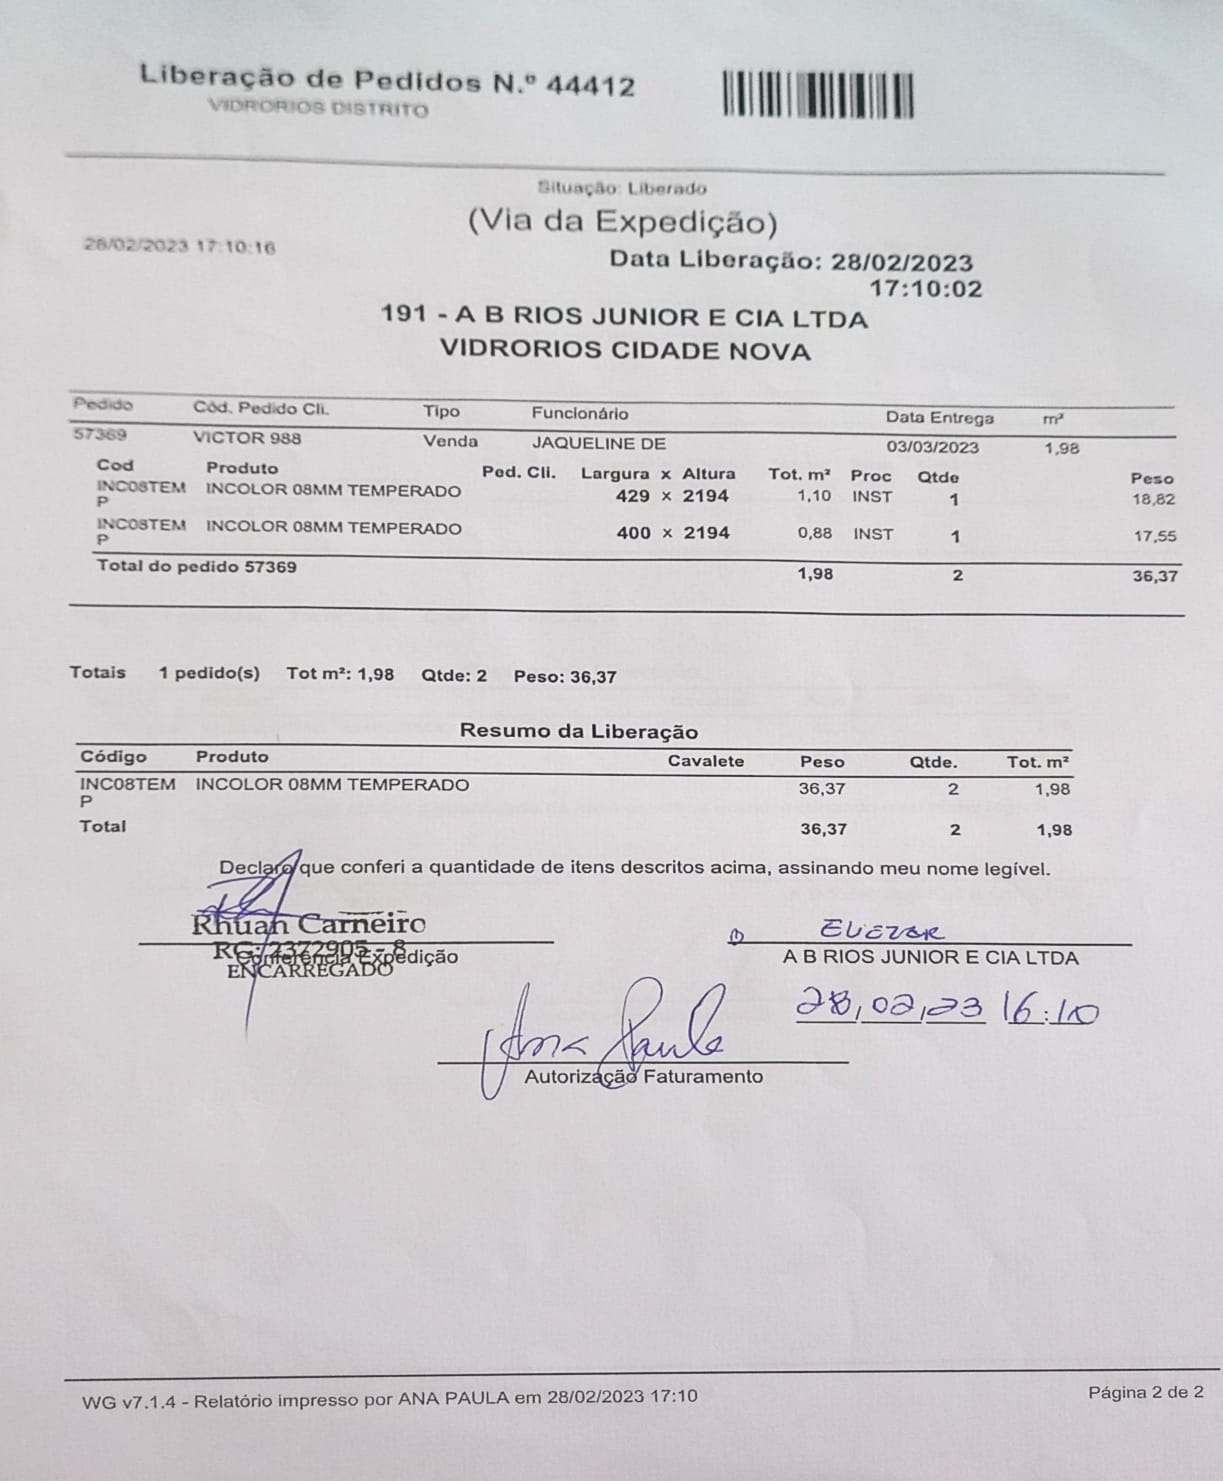 Liberação de Pedidos N.º 44412
VIDRORIOS DISTRITO
Situação: Liberado
(Via da Expedição)
28/02/2023 17:10:16
Data Liberação: 28/02/2023
17:10:02
191 - A B RIOS JUNIOR E CIA LTDA
VIDRORIOS CIDADE NOVA
Pedido Cód. Pedido Cli. Tipo Funcionário Data Entrega m²
57369 VICTOR 988 Venda JAQUELINE DE 03/03/2023 1,98
Cod Produto Ped. Cli. Largura x Altura Tot. m² Proc Qtde Peso
INC08TEM INCOLOR 08MM TEMPERADO 429 x 2194 1,10 INST 1 18,82
P
INC08TEM INCOLOR 08MM TEMPERADO 400 x 2194 0,88 INST 1 17,55
P
Total do pedido 57369 1,98 2 36,37
Totais 1 pedido(s) Tot m²: 1,98 Qtde: 2 Peso: 36,37
Resumo da Liberação
Código Produto Cavalete Peso Qtde. Tot. m²
INC08TEM INCOLOR 08MM TEMPERADO 36,37 2 1,98
P
Total 36,37 2 1,98
Declaro que conferi a quantidade de itens descritos acima, assinando meu nome legível.
Rhuan Carneiro
RG: 2372905 - 8
Conferência Expedição
ENCARREGADO
ELIEZER
A B RIOS JUNIOR E CIA LTDA
28,02,23 16:10
Ana Paula
Autorização Faturamento
WG v7.1.4 - Relatório impresso por ANA PAULA em 28/02/2023 17:10
Página 2 de 2